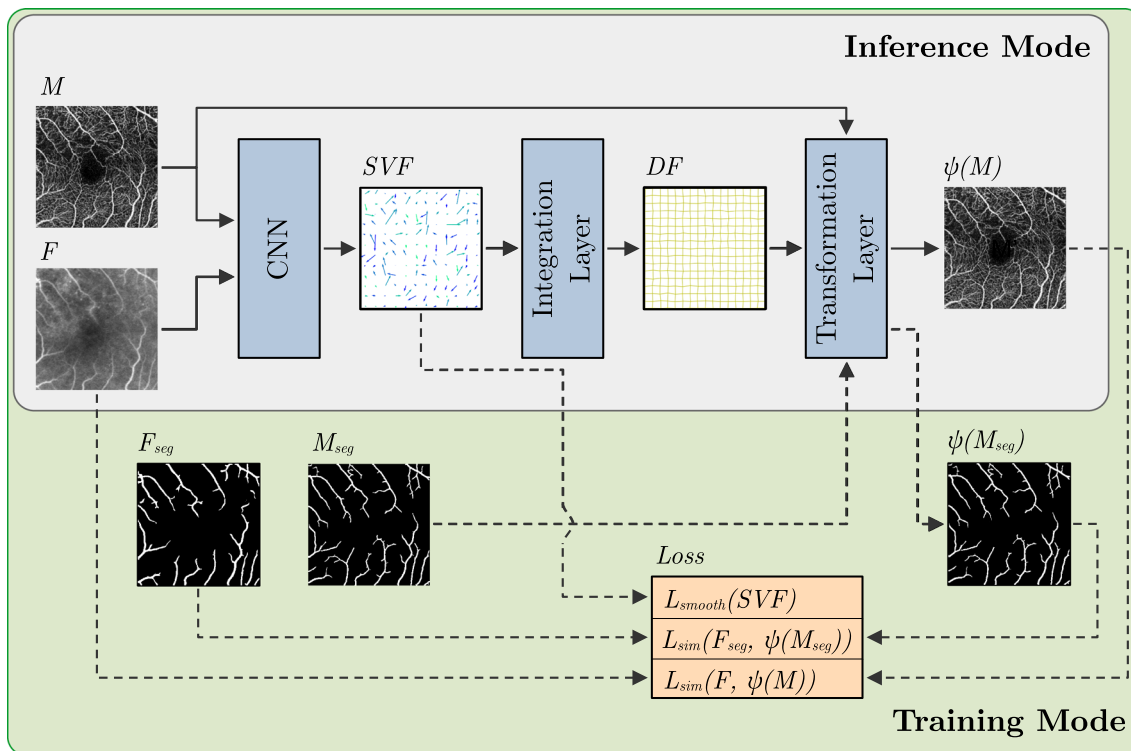 Inference Mode
M
F
CNN
SVF
Integration
Layer
DF
Transformation
Layer
ψ(M)
F_seg
M_seg
ψ(M_seg)
Loss
L_smooth(SVF)
L_sim(F_seg, ψ(M_seg))
L_sim(F, ψ(M))
Training Mode